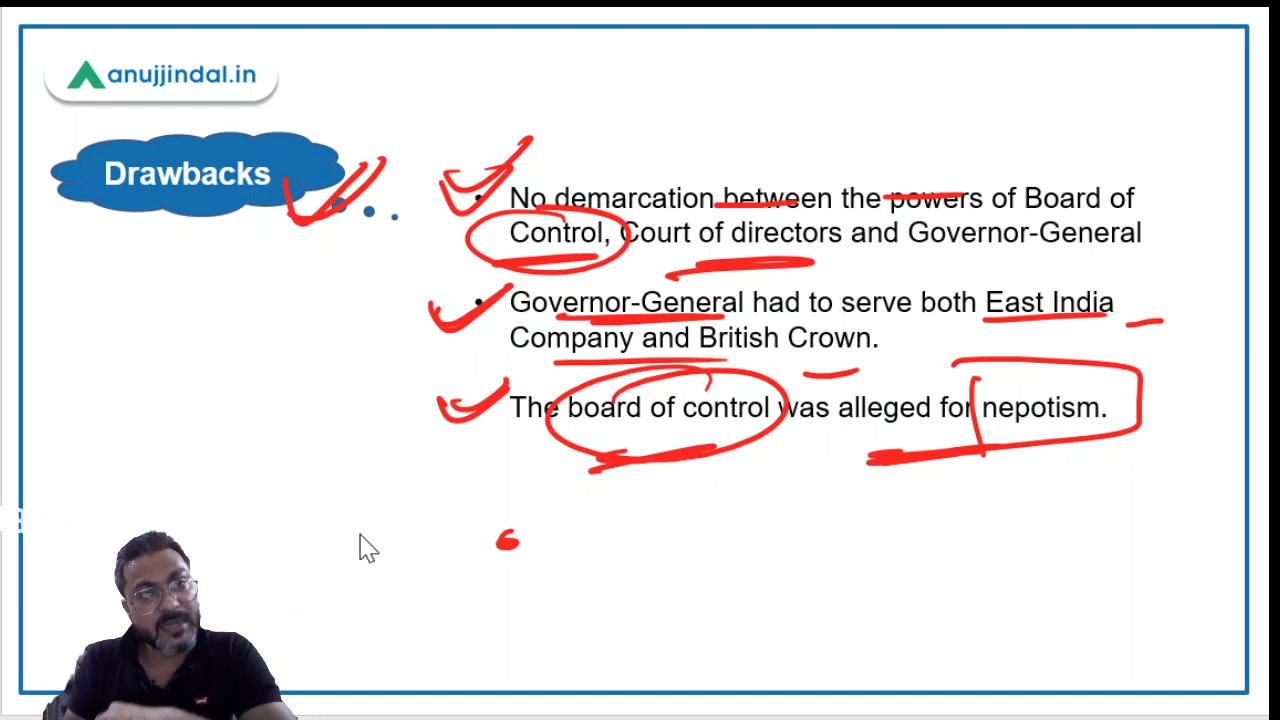 anujjindal.in
Drawbacks
• No demarcation between the powers of Board of
Control, Court of directors and Governor-General
• Governor-General had to serve both East India
Company and British Crown.
The board of control was alleged for nepotism.